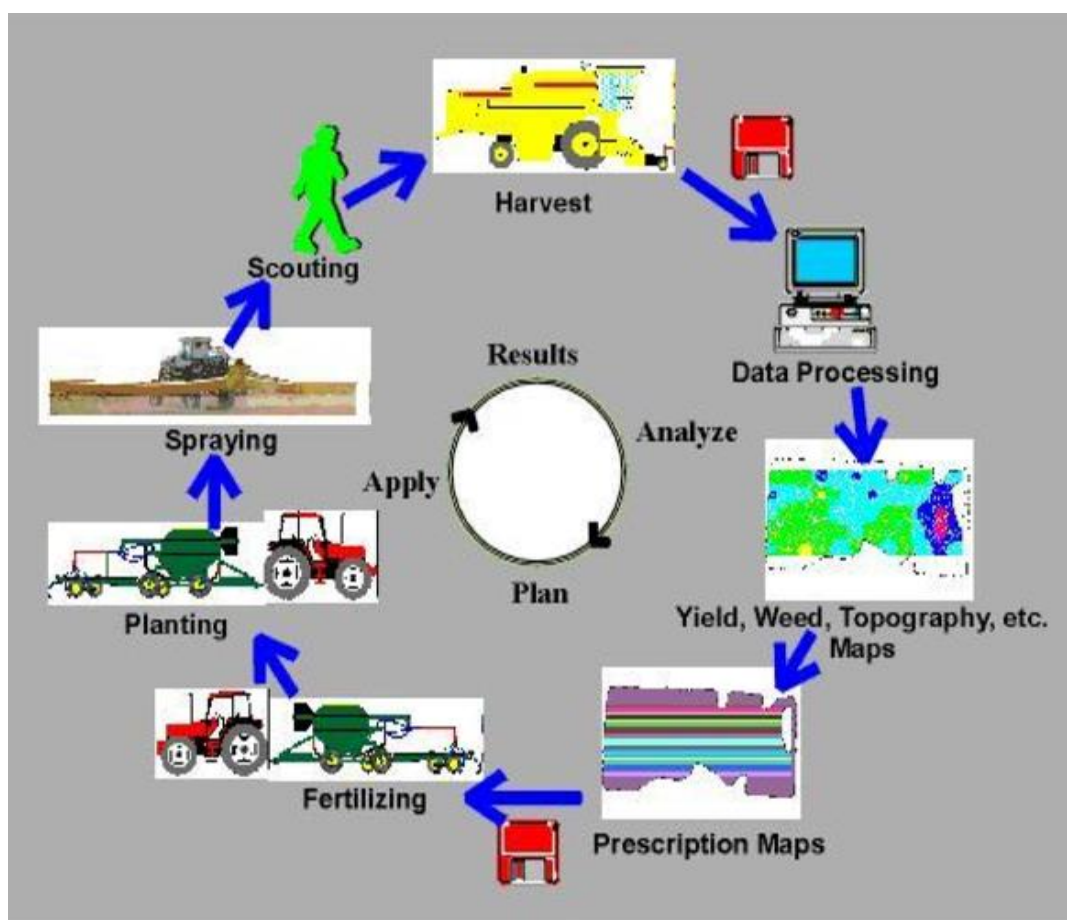 Harvest
Scouting
Data Processing
Results
Analyze
Spraying
Apply
Plan
Planting
Yield, Weed, Topography, etc.
Maps
Fertilizing
Prescription Maps